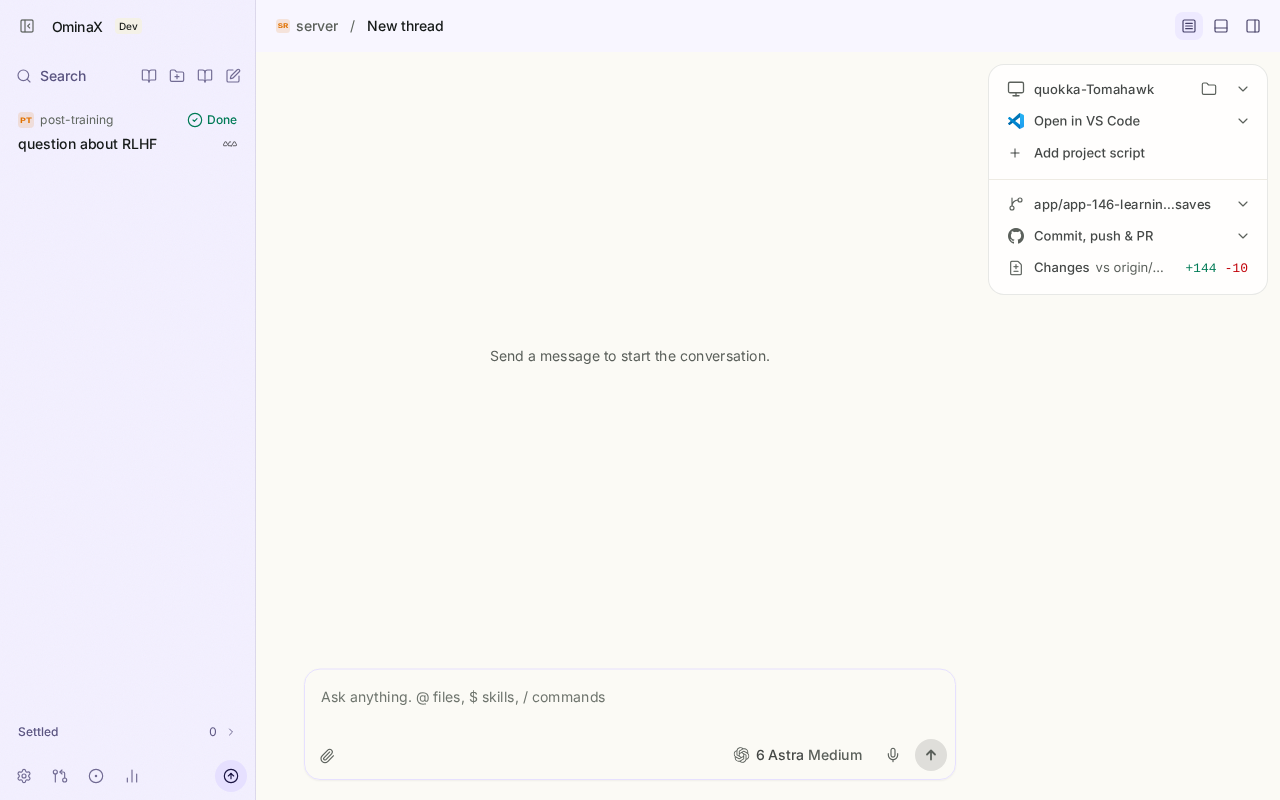 OminaX Dev
SR server / New thread
Search
PT post-training Done
question about RLHF
quokka-Tomahawk
Open in VS Code
Add project script
app/app-146-learnin...saves
Commit, push & PR
Changes vs origin/... +144 -10
Send a message to start the conversation.
Ask anything. @ files, $ skills, / commands
6 Astra Medium
Settled 0